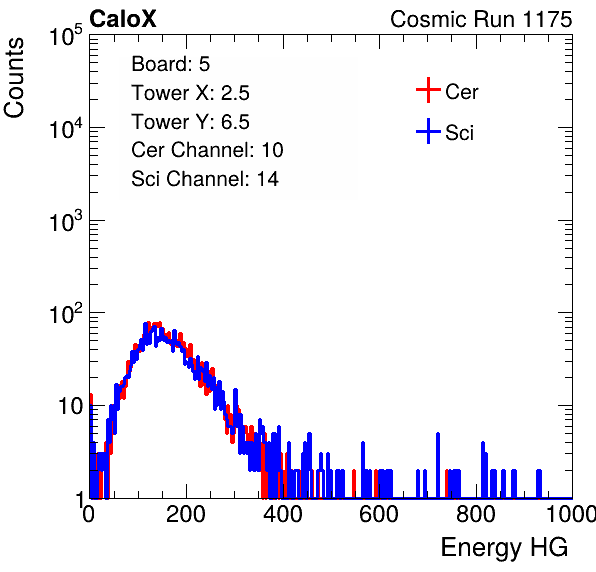 CaloX Cosmic Run 1175
Counts
Board: 5
Tower X: 2.5
Tower Y: 6.5
Cer Channel: 10
Sci Channel: 14
Cer
Sci
10^5
10^4
10^3
10^2
10
1
0 200 400 600 800 1000
Energy HG